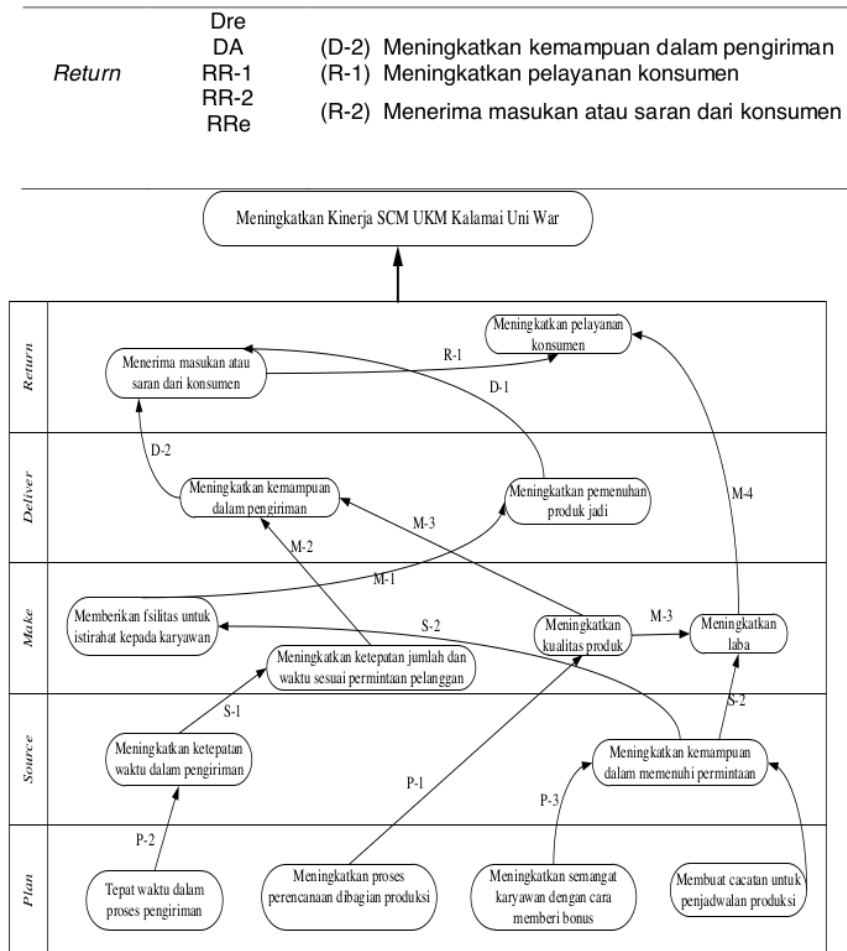 Dre
DA (D-2) Meningkatkan kemampuan dalam pengiriman
Return RR-1 (R-1) Meningkatkan pelayanan konsumen
RR-2
(R-2) Menerima masukan atau saran dari konsumen
RRe
Meningkatkan Kinerja SCM UKM Kalamai Uni War
Return
Meningkatkan pelayanan
konsumen
Menerima masukan atau
saran dari konsumen
R-1
D-1
Deliver
D-2
Meningkatkan kemampuan
dalam pengiriman
Meningkatkan pemenuhan
produk jadi
M-4
M-3
M-2
Make
M-1
Memberikan fsilitas untuk
istirahat kepada karyawan
S-2
Meningkatkan
kualitas produk
M-3
Meningkatkan
laba
Meningkatkan ketepatan jumlah dan
waktu sesuai permintaan pelanggan
Source
S-1
S-2
Meningkatkan ketepatan
waktu dalam pengiriman
Meningkatkan kemampuan
dalam memenuhi permintaan
P-1
P-3
Plan
P-2
Tepat waktu dalam
proses pengiriman
Meningkatkan proses
perencanaan dibagian produksi
Meningkatkan semangat
karyawan dengan cara
memberi bonus
Membuat cacatan untuk
penjadwalan produksi